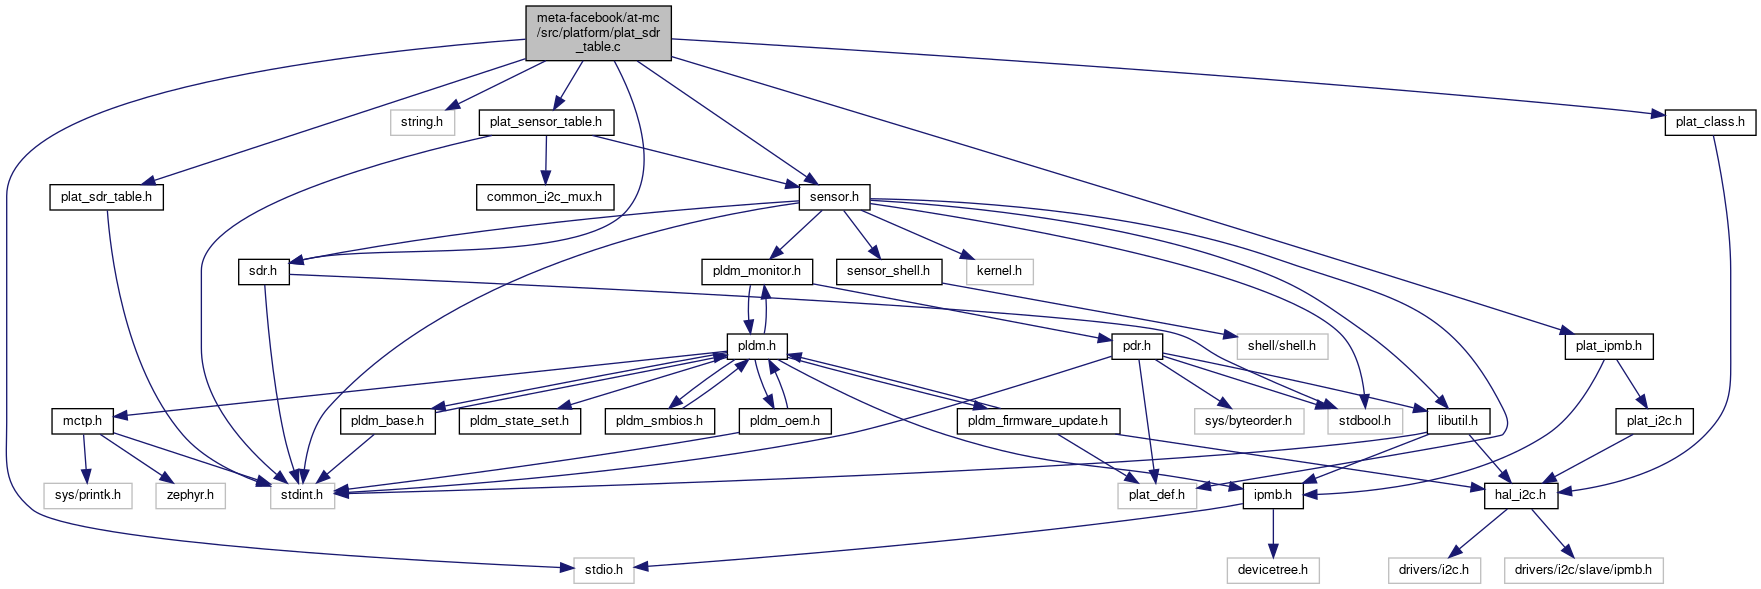 meta-facebook/at-mc
/src/platform/plat_sdr
_table.c
string.h
plat_sensor_table.h
plat_class.h
plat_sdr_table.h
common_i2c_mux.h
sensor.h
sdr.h
pldm_monitor.h
sensor_shell.h
kernel.h
pldm.h
pdr.h
shell/shell.h
plat_ipmb.h
mctp.h
pldm_base.h
pldm_state_set.h
pldm_smbios.h
pldm_oem.h
pldm_firmware_update.h
sys/byteorder.h
stdbool.h
libutil.h
plat_i2c.h
sys/printk.h
zephyr.h
stdint.h
plat_def.h
ipmb.h
hal_i2c.h
stdio.h
devicetree.h
drivers/i2c.h
drivers/i2c/slave/ipmb.h